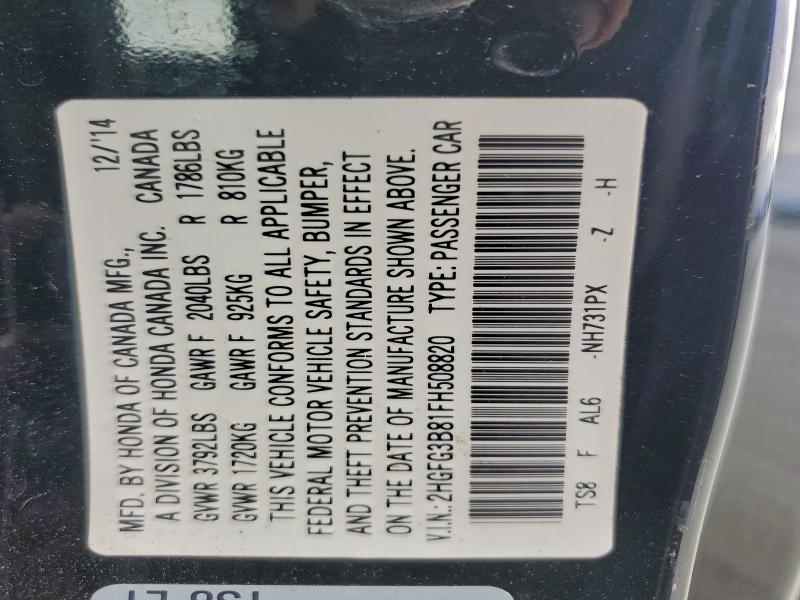 MFD. BY HONDA OF CANADA MFG., 12/'14
A DIVISION OF HONDA CANADA INC. CANADA
GVWR 3792LBS GAWR F 2040LBS R 1786LBS
GVWR 1720KG GAWR F 925KG R 810KG
THIS VEHICLE CONFORMS TO ALL APPLICABLE
FEDERAL MOTOR VEHICLE SAFETY, BUMPER,
AND THEFT PREVENTION STANDARDS IN EFFECT
ON THE DATE OF MANUFACTURE SHOWN ABOVE.
V.I.N.: 2HGFG3B81FH508820 TYPE: PASSENGER CAR
TS8 F AL6 -NH731PX -Z -H